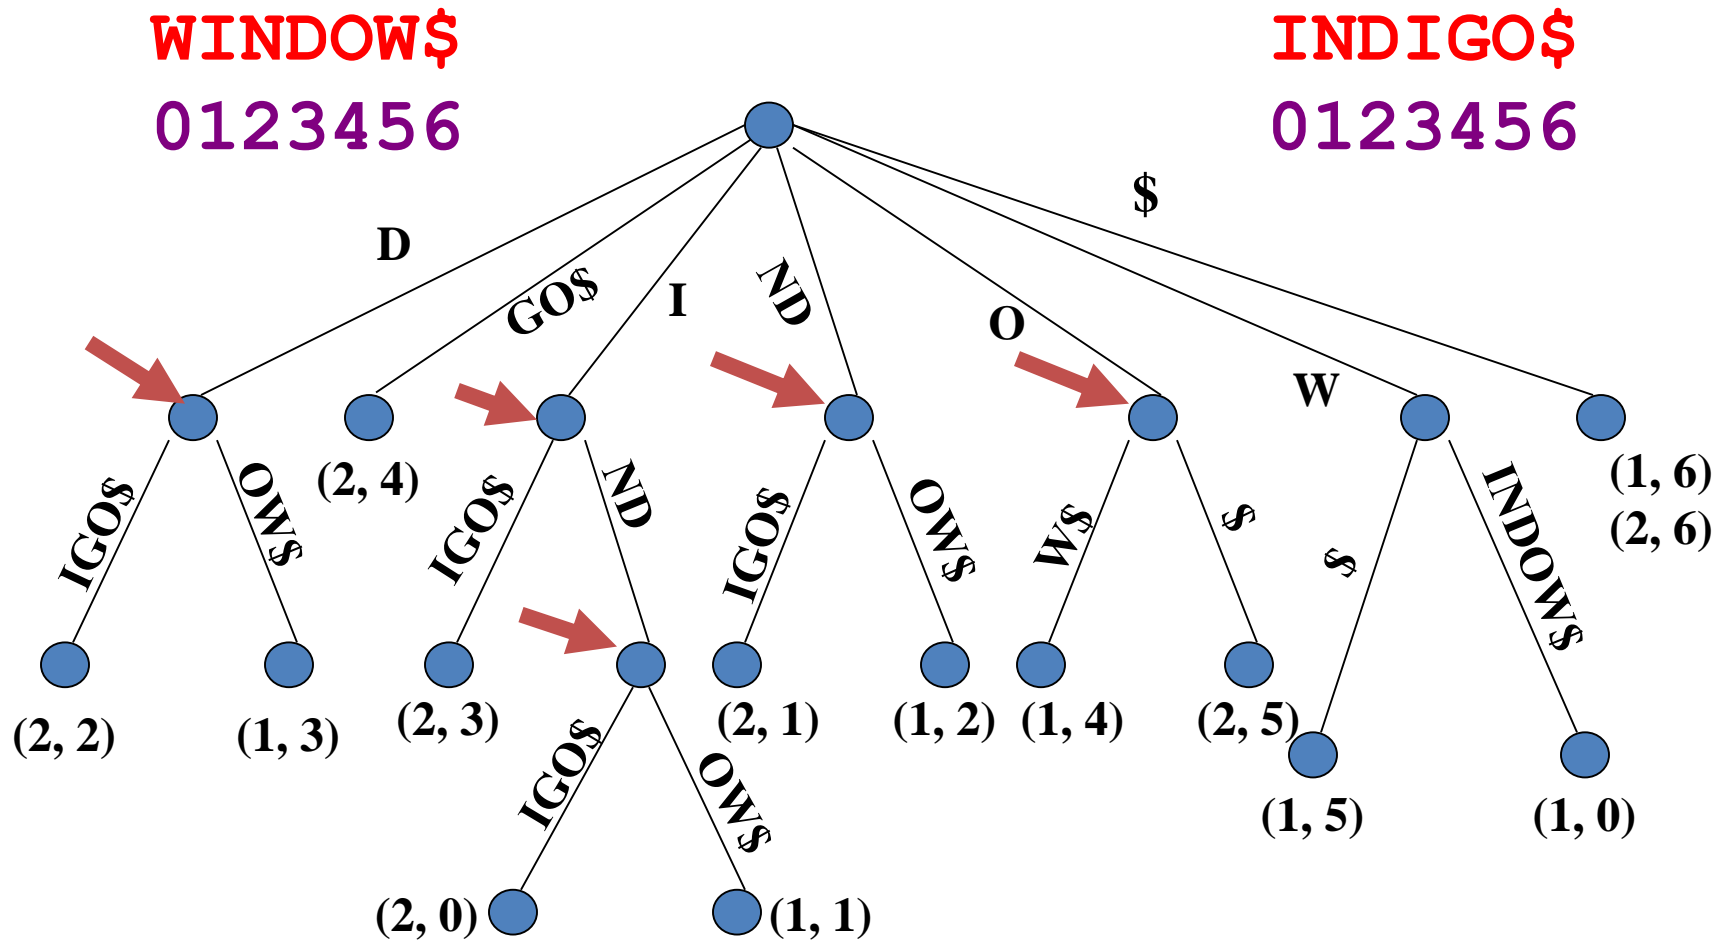 WINDOW$
INDIGO$
0123456
0123456
$
D
GO$
I
ND
O
W
(2, 4)
(1, 6)
(2, 6)
IGO$
OW$
IGO$
ND
IGO$
OW$
W$
$
$
INDOW$
(2, 2)
(1, 3)
(2, 3)
(2, 1)
(1, 2)
(1, 4)
(2, 5)
IGO$
OW$
(1, 5)
(1, 0)
(2, 0)
(1, 1)